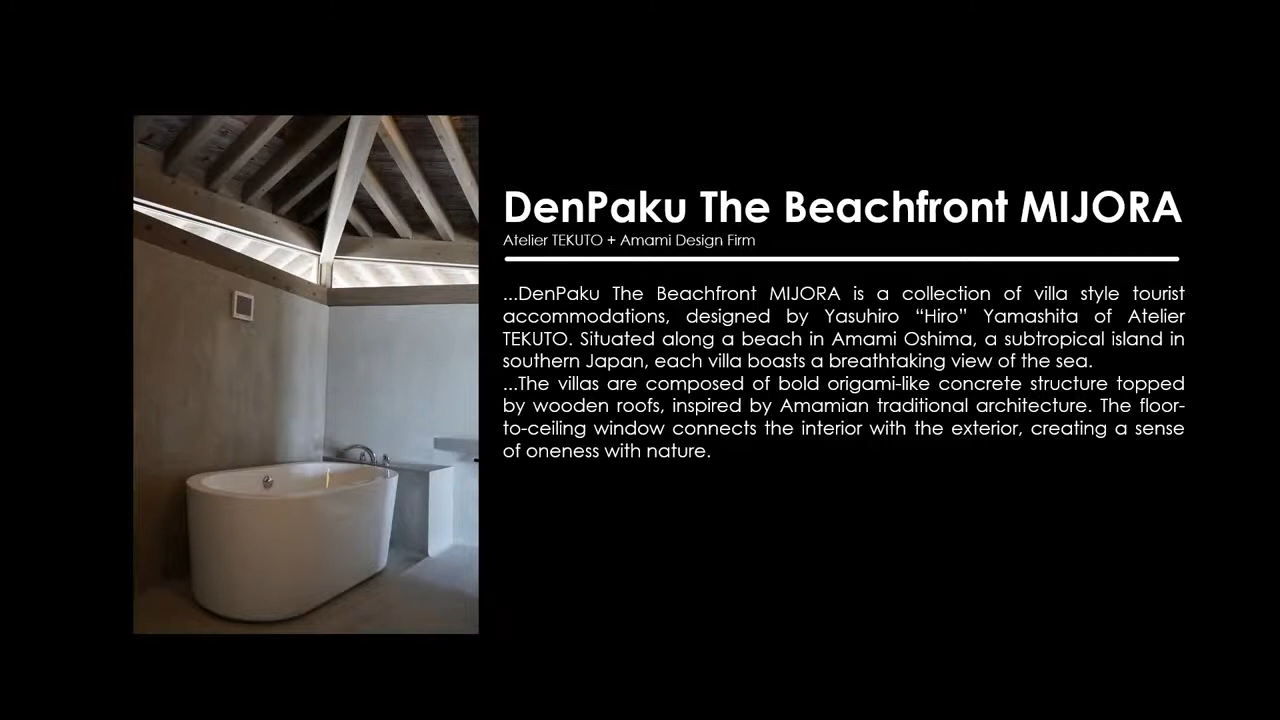 DenPaku The Beachfront MIJORA
Atelier TEKUTO + Amami Design Firm
...DenPaku The Beachfront MIJORA is a collection of villa style tourist
accommodations, designed by Yasuhiro “Hiro” Yamashita of Atelier
TEKUTO. Situated along a beach in Amami Oshima, a subtropical island in
southern Japan, each villa boasts a breathtaking view of the sea.
...The villas are composed of bold origami-like concrete structure topped
by wooden roofs, inspired by Amamian traditional architecture. The floor-
to-ceiling window connects the interior with the exterior, creating a sense
of oneness with nature.